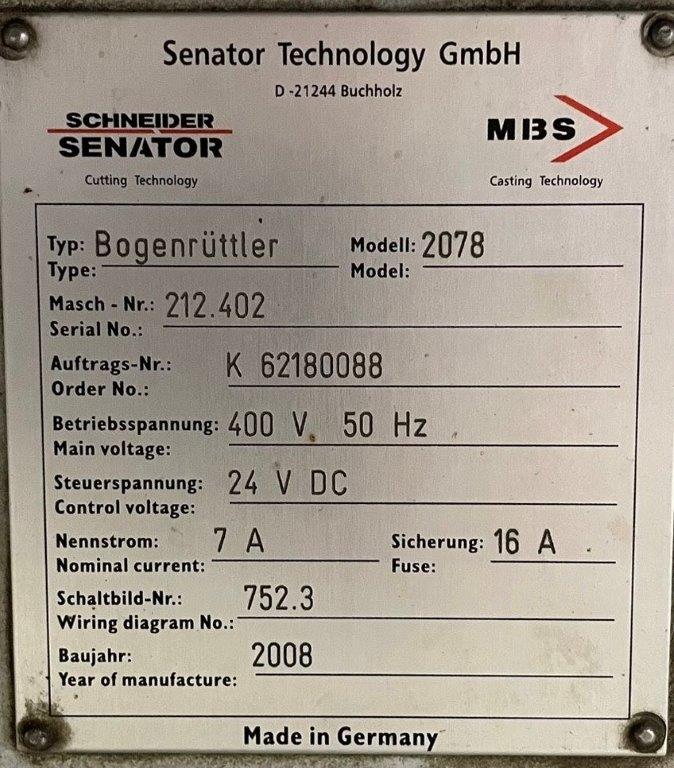 Senator Technology GmbH
D -21244 Buchholz
SCHNEIDER
SENATOR
Cutting Technology
MBS
Casting Technology
Typ: Bogenrüttler Modell: 2078
Type: Model:
Masch - Nr.: 212.402
Serial No.:
Auftrags-Nr.: K 62180088
Order No.:
Betriebsspannung: 400 V, 50 Hz
Main voltage:
Steuerspannung: 24 V DC
Control voltage:
Nennstrom: 7 A Sicherung: 16 A
Nominal current: Fuse:
Schaltbild-Nr.: 752.3
Wiring diagram No.:
Baujahr: 2008
Year of manufacture:
Made in Germany